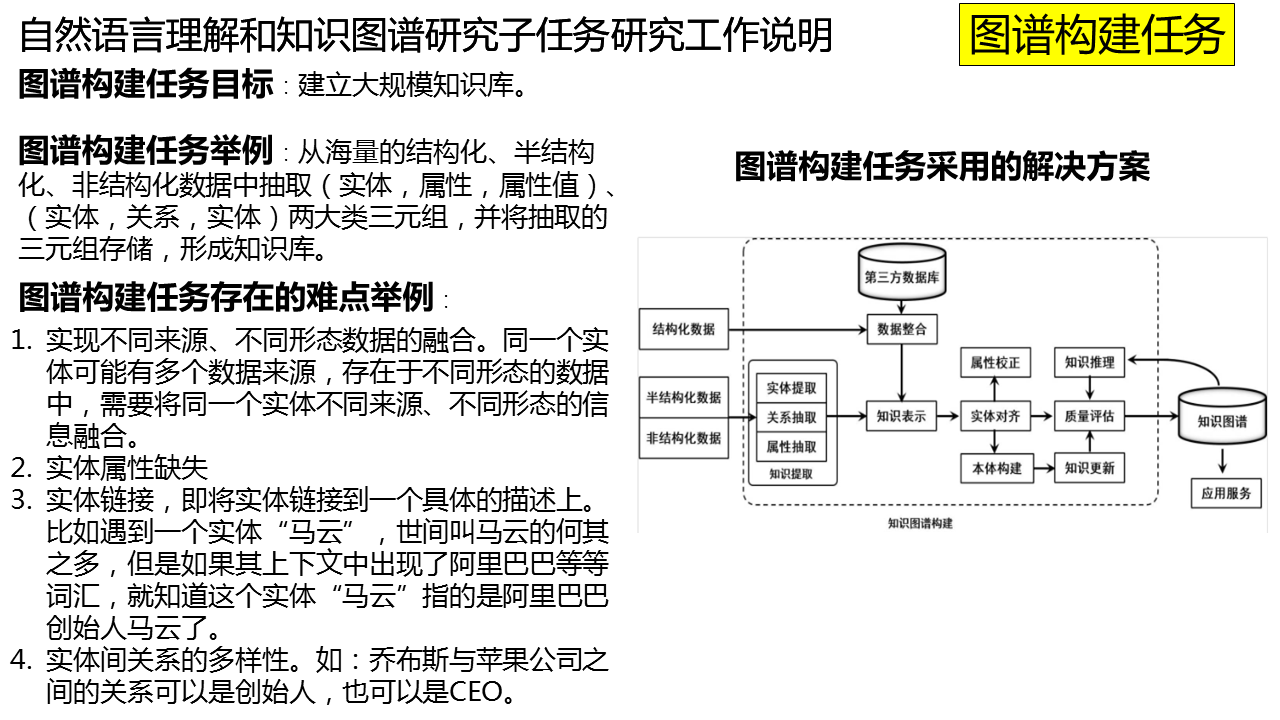 自然语言理解和知识图谱研究子任务研究工作说明
图谱构建任务
图谱构建任务目标：建立大规模知识库。
图谱构建任务举例：从海量的结构化、半结构
化、非结构化数据中抽取（实体，属性，属性值）、
（实体，关系，实体）两大类三元组，并将抽取的
三元组存储，形成知识库。
图谱构建任务存在的难点举例：
1. 实现不同来源、不同形态数据的融合。同一个实
体可能有多个数据来源，存在于不同形态的数据
中，需要将同一个实体不同来源、不同形态的信
息融合。
2. 实体属性缺失
3. 实体链接，即将实体链接到一个具体的描述上。
比如遇到一个实体“马云”，世间叫马云的何其
之多，但是如果其上下文中出现了阿里巴巴等等
词汇，就知道这个实体“马云”指的是阿里巴巴
创始人马云了。
4. 实体间关系的多样性。如：乔布斯与苹果公司之
间的关系可以是创始人，也可以是CEO。
图谱构建任务采用的解决方案
第三方数据库
结构化数据
数据整合
半结构化数据
非结构化数据
实体提取
关系抽取
属性抽取
知识提取
知识表示
属性校正
实体对齐
本体构建
知识推理
质量评估
知识更新
知识图谱
应用服务
知识图谱构建